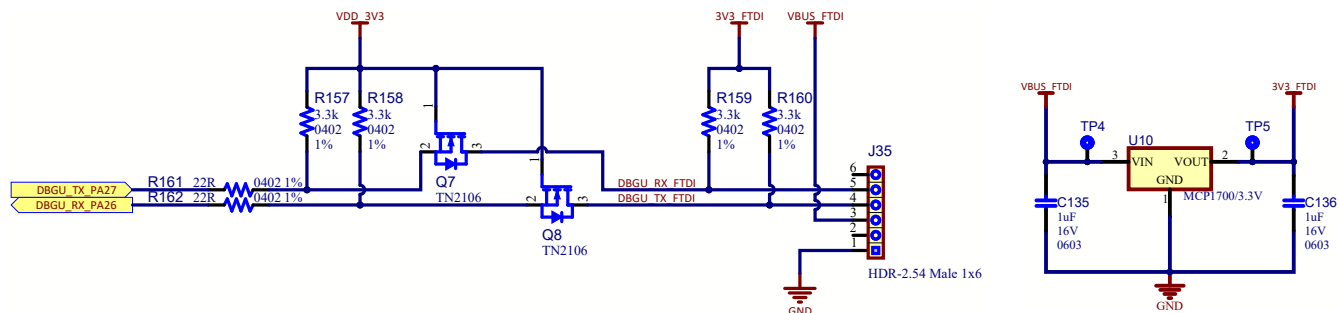 VDD_3V3
3V3_FTDI
VBUS_FTDI
R157
3.3k
0402
1%
R158
3.3k
0402
1%
1
2
3
Q7
TN2106
1
2
3
Q8
TN2106
R159
3.3k
0402
1%
R160
3.3k
0402
1%
DBGU_TX_PA27
R161 22R 0402 1%
DBGU_RX_PA26
R162 22R 0402 1%
DBGU_RX_FTDI
DBGU_TX_FTDI
J35
6
5
4
3
2
1
HDR-2.54 Male 1x6
GND
VBUS_FTDI
3V3_FTDI
TP4
TP5
U10
3 VIN VOUT 2
GND
1
MCP1700/3.3V
C135
1uF
16V
0603
C136
1uF
16V
0603
GND